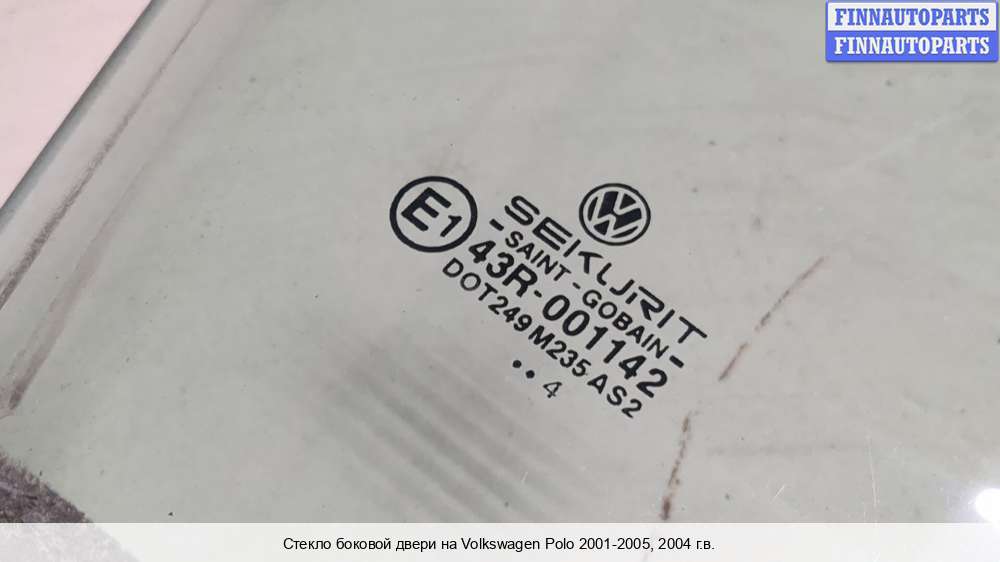 FINNAUTOPARTS
FINNAUTOPARTS
SEKURIT
- SAINT - GOBAIN -
E1
43R-001142
DOT249 M235 AS2
•• 4
Стекло боковой двери на Volkswagen Polo 2001-2005, 2004 г.в.